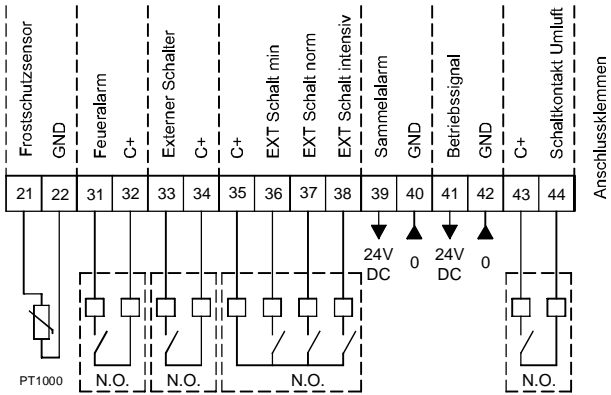 Frostschutzsensor
GND
Feueralarm
C+
Externer Schalter
C+
C+
EXT Schalt min
EXT Schalt norm
EXT Schalt intensiv
Sammelalarm
GND
Betriebssignal
GND
C+
Schaltkontakt Umluft
Anschlussklemmen
21 22 31 32 33 34 35 36 37 38 39 40 41 42 43 44
24V
DC
0
24V
DC
0
PT1000
N.O.
N.O.
N.O.
N.O.